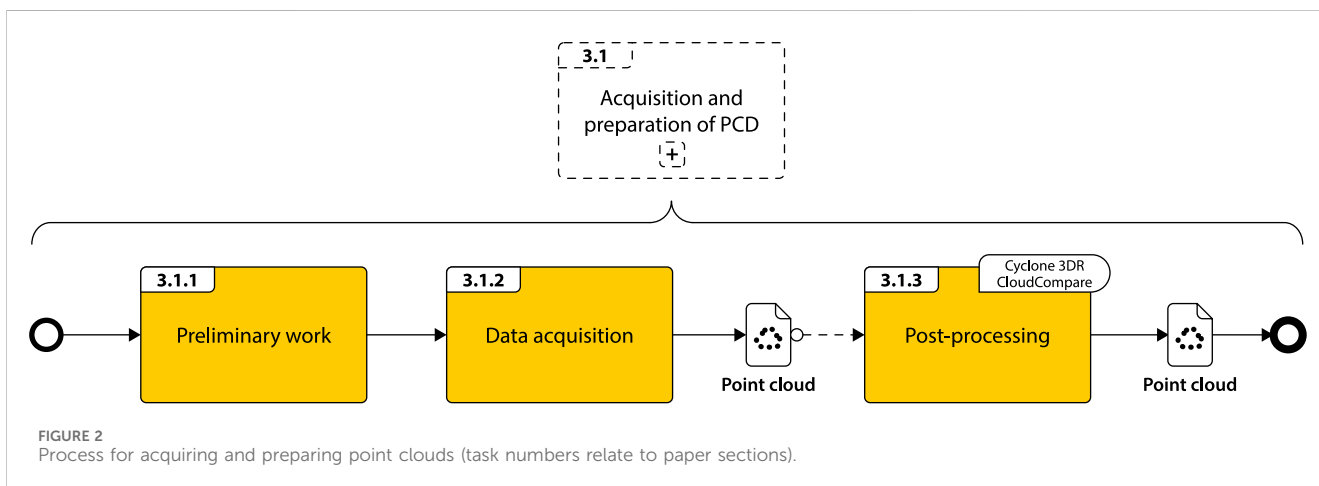 3.1
Acquisition and
preparation of PCD
+
3.1.1
Preliminary work
3.1.2
Data acquisition
Point cloud
3.1.3
Cyclone 3DR
CloudCompare
Post-processing
Point cloud
FIGURE 2
Process for acquiring and preparing point clouds (task numbers relate to paper sections).